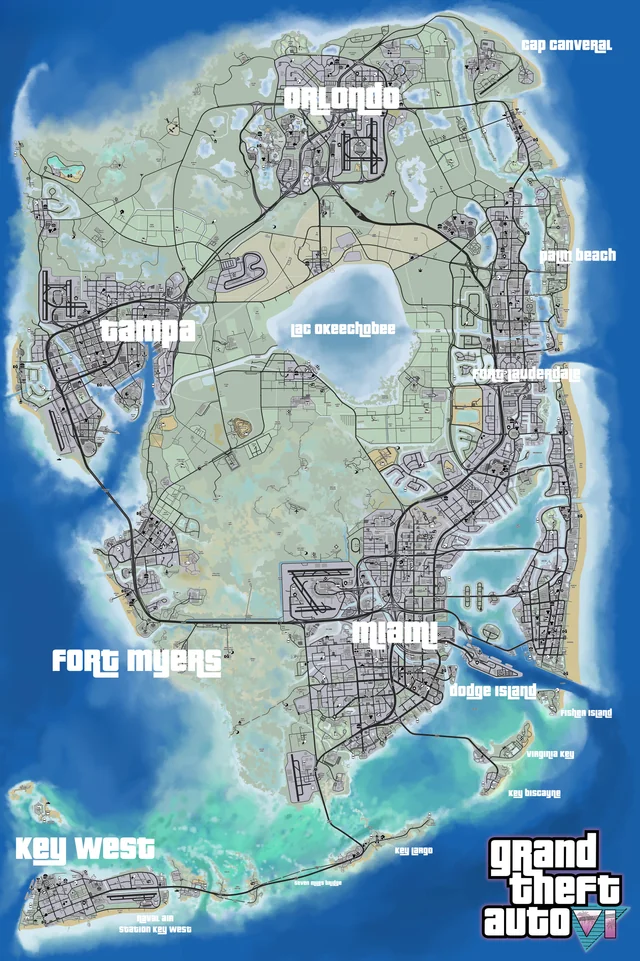 Cap Canveral
Orlondo
Palm Beach
Tampa
Lac Okeechobee
Fort Lauderdale
Miami
Fort Myers
Dodge Island
Fisher Island
Virginia Key
Key Biscayne
Key West
Key Largo
Seven Miles Bridge
Naval Air
Station Key West
grand
theft
auto VI